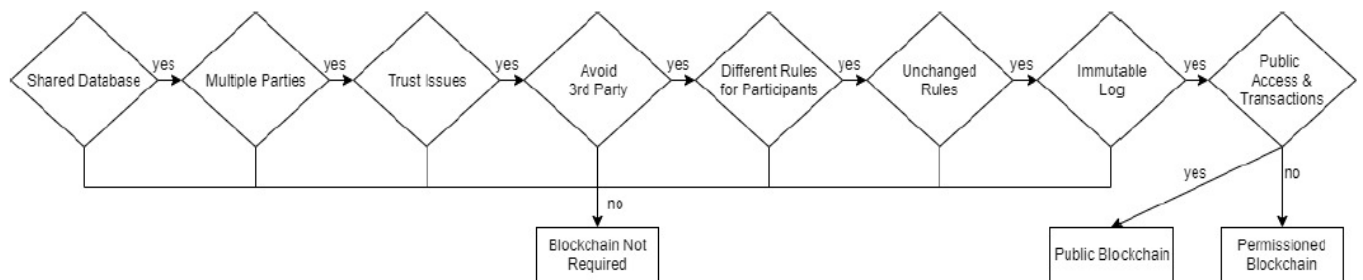 Shared Database
yes
Multiple Parties
yes
Trust Issues
yes
Avoid
3rd Party
yes
Different Rules
for Participants
yes
Unchanged
Rules
yes
Immutable
Log
yes
Public
Access &
Transactions
yes
no
no
Blockchain Not
Required
Public Blockchain
Permissioned
Blockchain